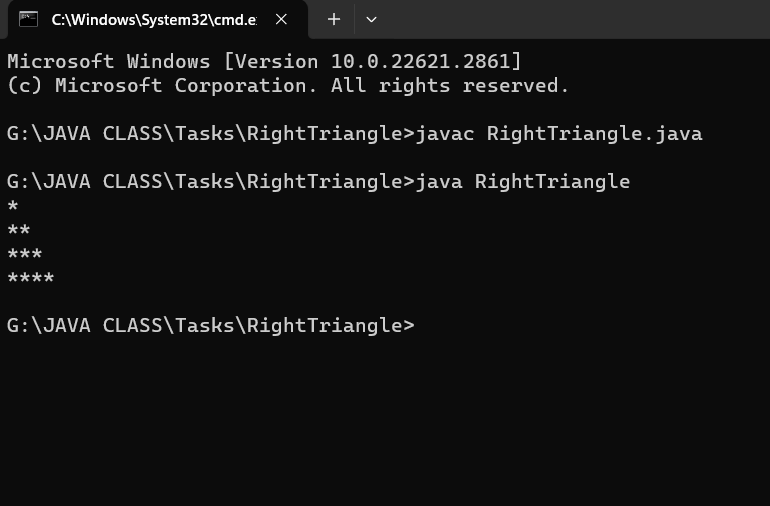 C:\Windows\System32\cmd.e
Microsoft Windows [Version 10.0.22621.2861]
(c) Microsoft Corporation. All rights reserved.
G:\JAVA CLASS\Tasks\RightTriangle>javac RightTriangle.java
G:\JAVA CLASS\Tasks\RightTriangle>java RightTriangle
*
**
***
****
G:\JAVA CLASS\Tasks\RightTriangle>